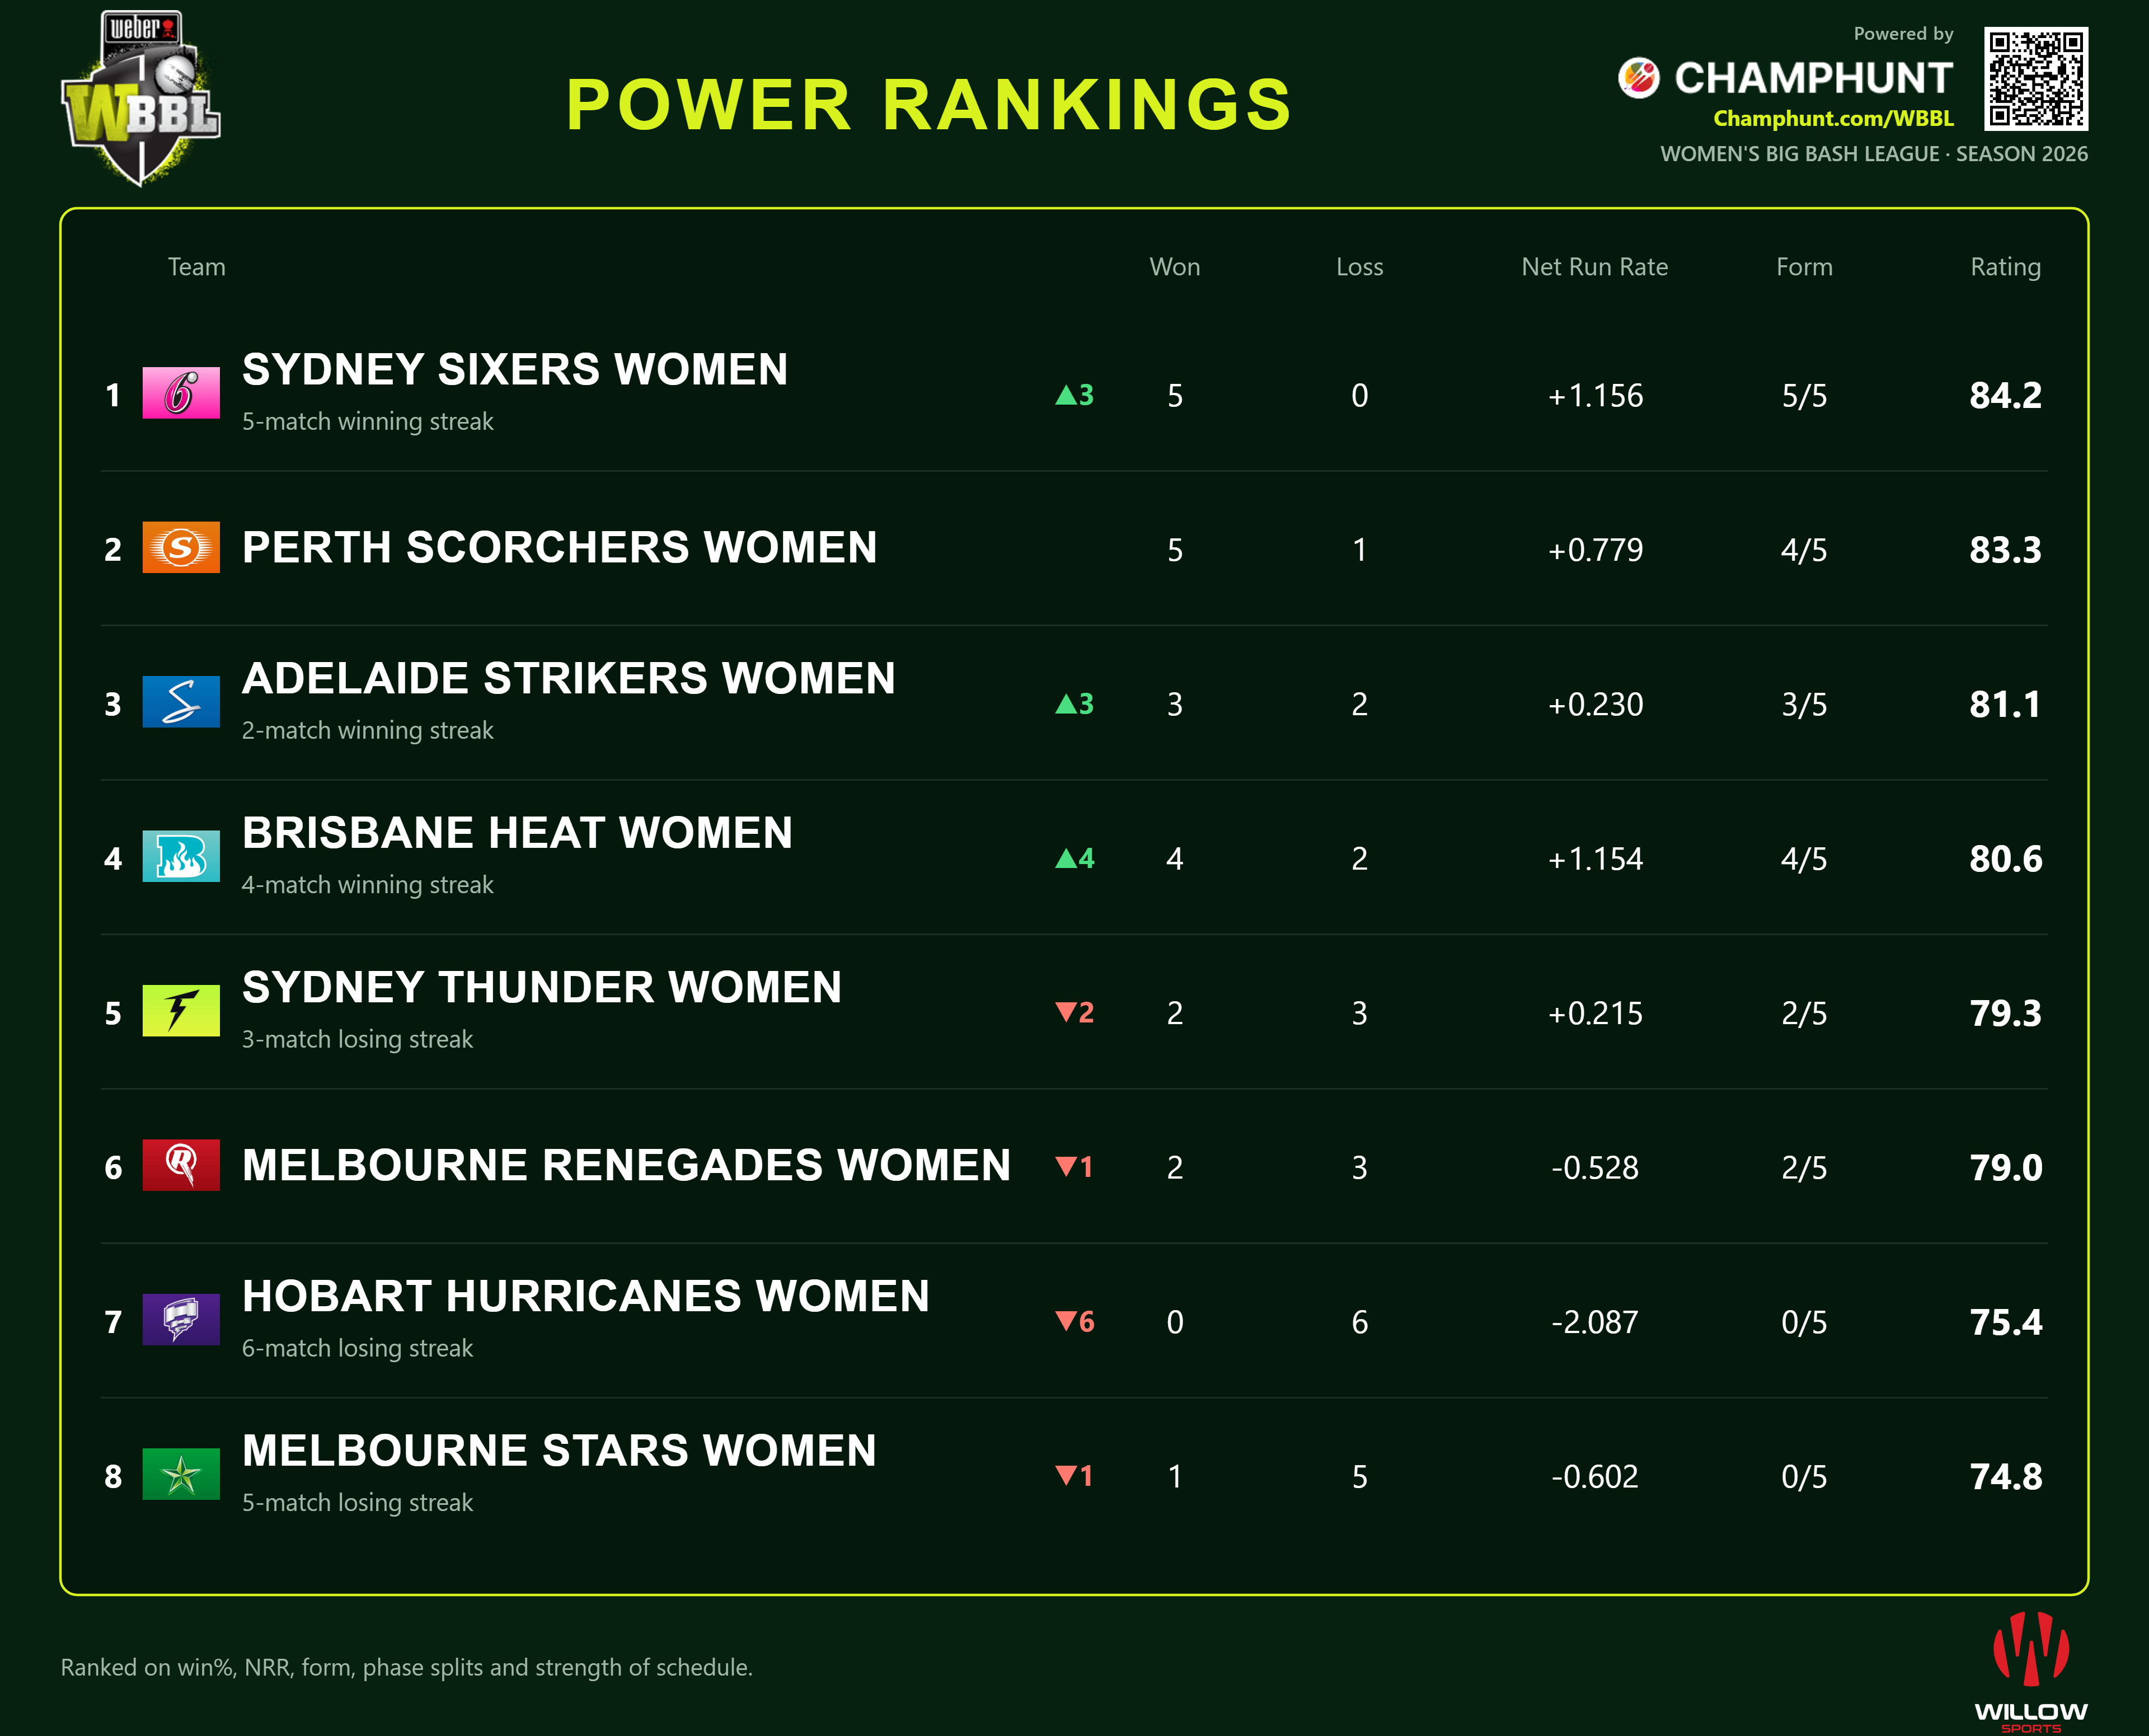 weber
WBBL
POWER RANKINGS
Powered by
CHAMPHUNT
Champhunt.com/WBBL
WOMEN'S BIG BASH LEAGUE · SEASON 2026
Team Won Loss Net Run Rate Form Rating
1 6 SYDNEY SIXERS WOMEN ▲3 5 0 +1.156 5/5 84.2
5-match winning streak
2 S PERTH SCORCHERS WOMEN 5 1 +0.779 4/5 83.3
3 S ADELAIDE STRIKERS WOMEN ▲3 3 2 +0.230 3/5 81.1
2-match winning streak
4 B BRISBANE HEAT WOMEN ▲4 4 2 +1.154 4/5 80.6
4-match winning streak
5 SYDNEY THUNDER WOMEN ▼2 2 3 +0.215 2/5 79.3
3-match losing streak
6 R MELBOURNE RENEGADES WOMEN ▼1 2 3 -0.528 2/5 79.0
7 HOBART HURRICANES WOMEN ▼6 0 6 -2.087 0/5 75.4
6-match losing streak
8 MELBOURNE STARS WOMEN ▼1 1 5 -0.602 0/5 74.8
5-match losing streak
Ranked on win%, NRR, form, phase splits and strength of schedule.
WILLOW
SPORTS